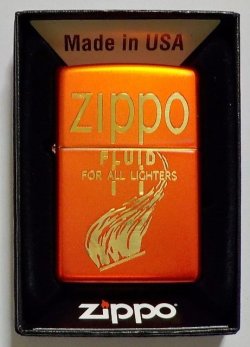 Made in USA
zippo
FLUID
FOR ALL LIGHTERS
zippo